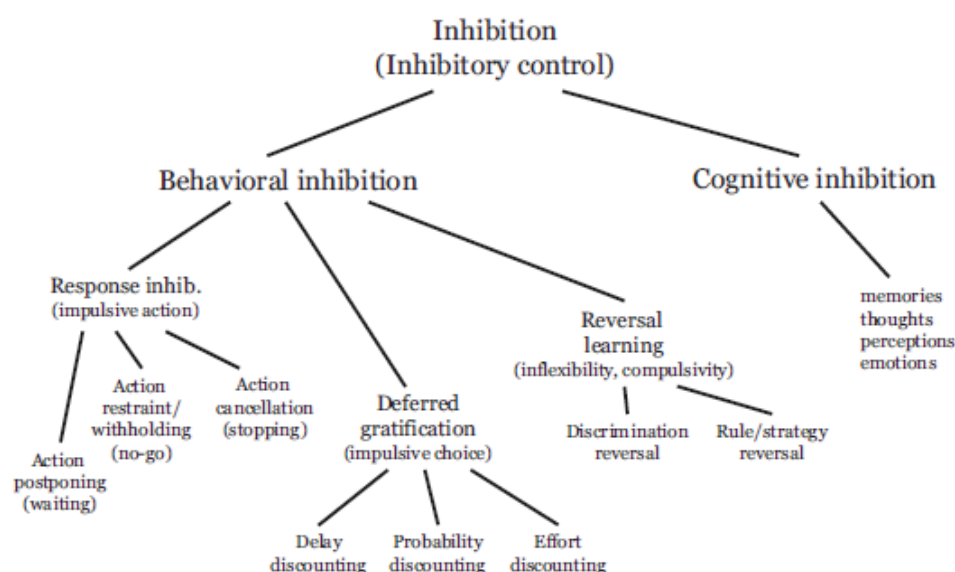 Inhibition
(Inhibitory control)
Behavioral inhibition
Cognitive inhibition
Response inhib.
(impulsive action)
memories
thoughts
perceptions
emotions
Reversal
learning
(inflexibility, compulsivity)
Action
restraint/
withholding
(no-go)
Action
cancellation
(stopping)
Deferred
gratification
(impulsive choice)
Discrimination
reversal
Rule/strategy
reversal
Action
postponing
(waiting)
Delay
discounting
Probability
discounting
Effort
discounting